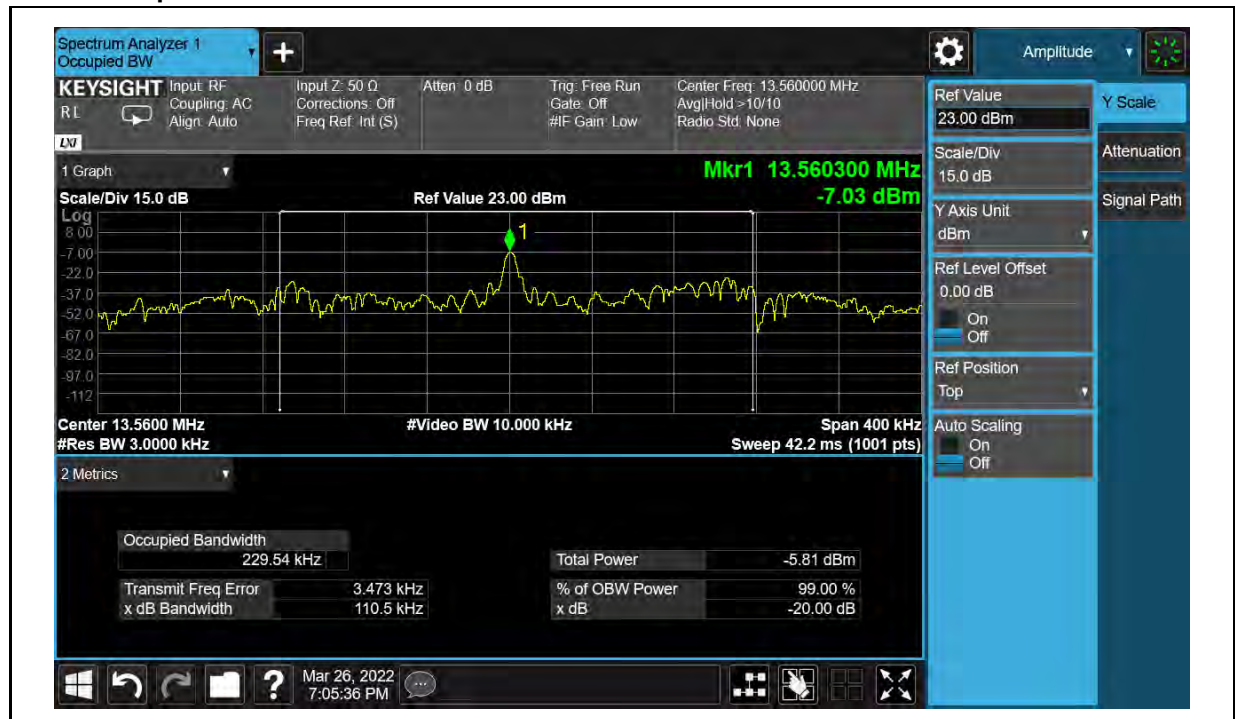 Spectrum Analyzer 1
Occupied BW
Amplitude
KEYSIGHT
RL
LXI
Input: RF
Coupling: AC
Align: Auto
Input Z: 50 Ω
Corrections: Off
Freq Ref: Int (S)
Atten: 0 dB
Trig: Free Run
Gate: Off
#IF Gain: Low
Center Freq: 13.560000 MHz
Avg|Hold:>10/10
Radio Std: None
1 Graph
Mkr1 13.560300 MHz
-7.03 dBm
Scale/Div 15.0 dB
Ref Value 23.00 dBm
Log
8.00
-7.00
-22.0
-37.0
-52.0
-67.0
-82.0
-97.0
-112
1
Center 13.5600 MHz
#Video BW 10.000 kHz
Span 400 kHz
#Res BW 3.0000 kHz
Sweep 42.2 ms (1001 pts)
2 Metrics
Occupied Bandwidth
229.54 kHz
Transmit Freq Error 3.473 kHz
x dB Bandwidth 110.5 kHz
Total Power -5.81 dBm
% of OBW Power 99.00 %
x dB -20.00 dB
Ref Value
23.00 dBm
Scale/Div
15.0 dB
Y Axis Unit
dBm
Ref Level Offset
0.00 dB
On
Off
Ref Position
Top
Auto Scaling
On
Off
Y Scale
Attenuation
Signal Path
?
Mar 26, 2022
7:05:36 PM